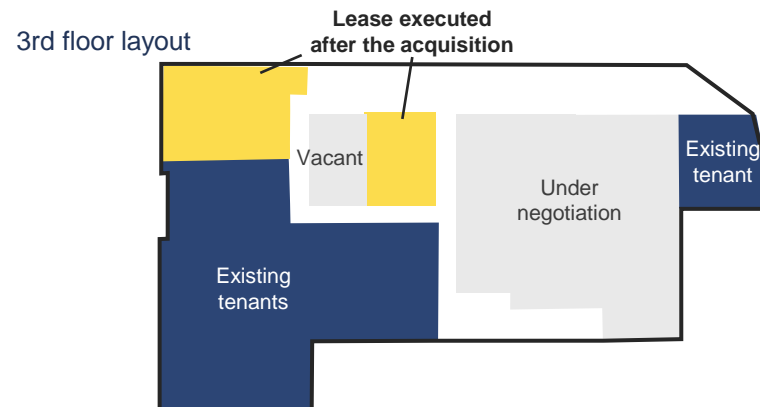 3rd floor layout
Lease executed
after the acquisition
Vacant
Under
negotiation
Existing
tenant
Existing
tenants